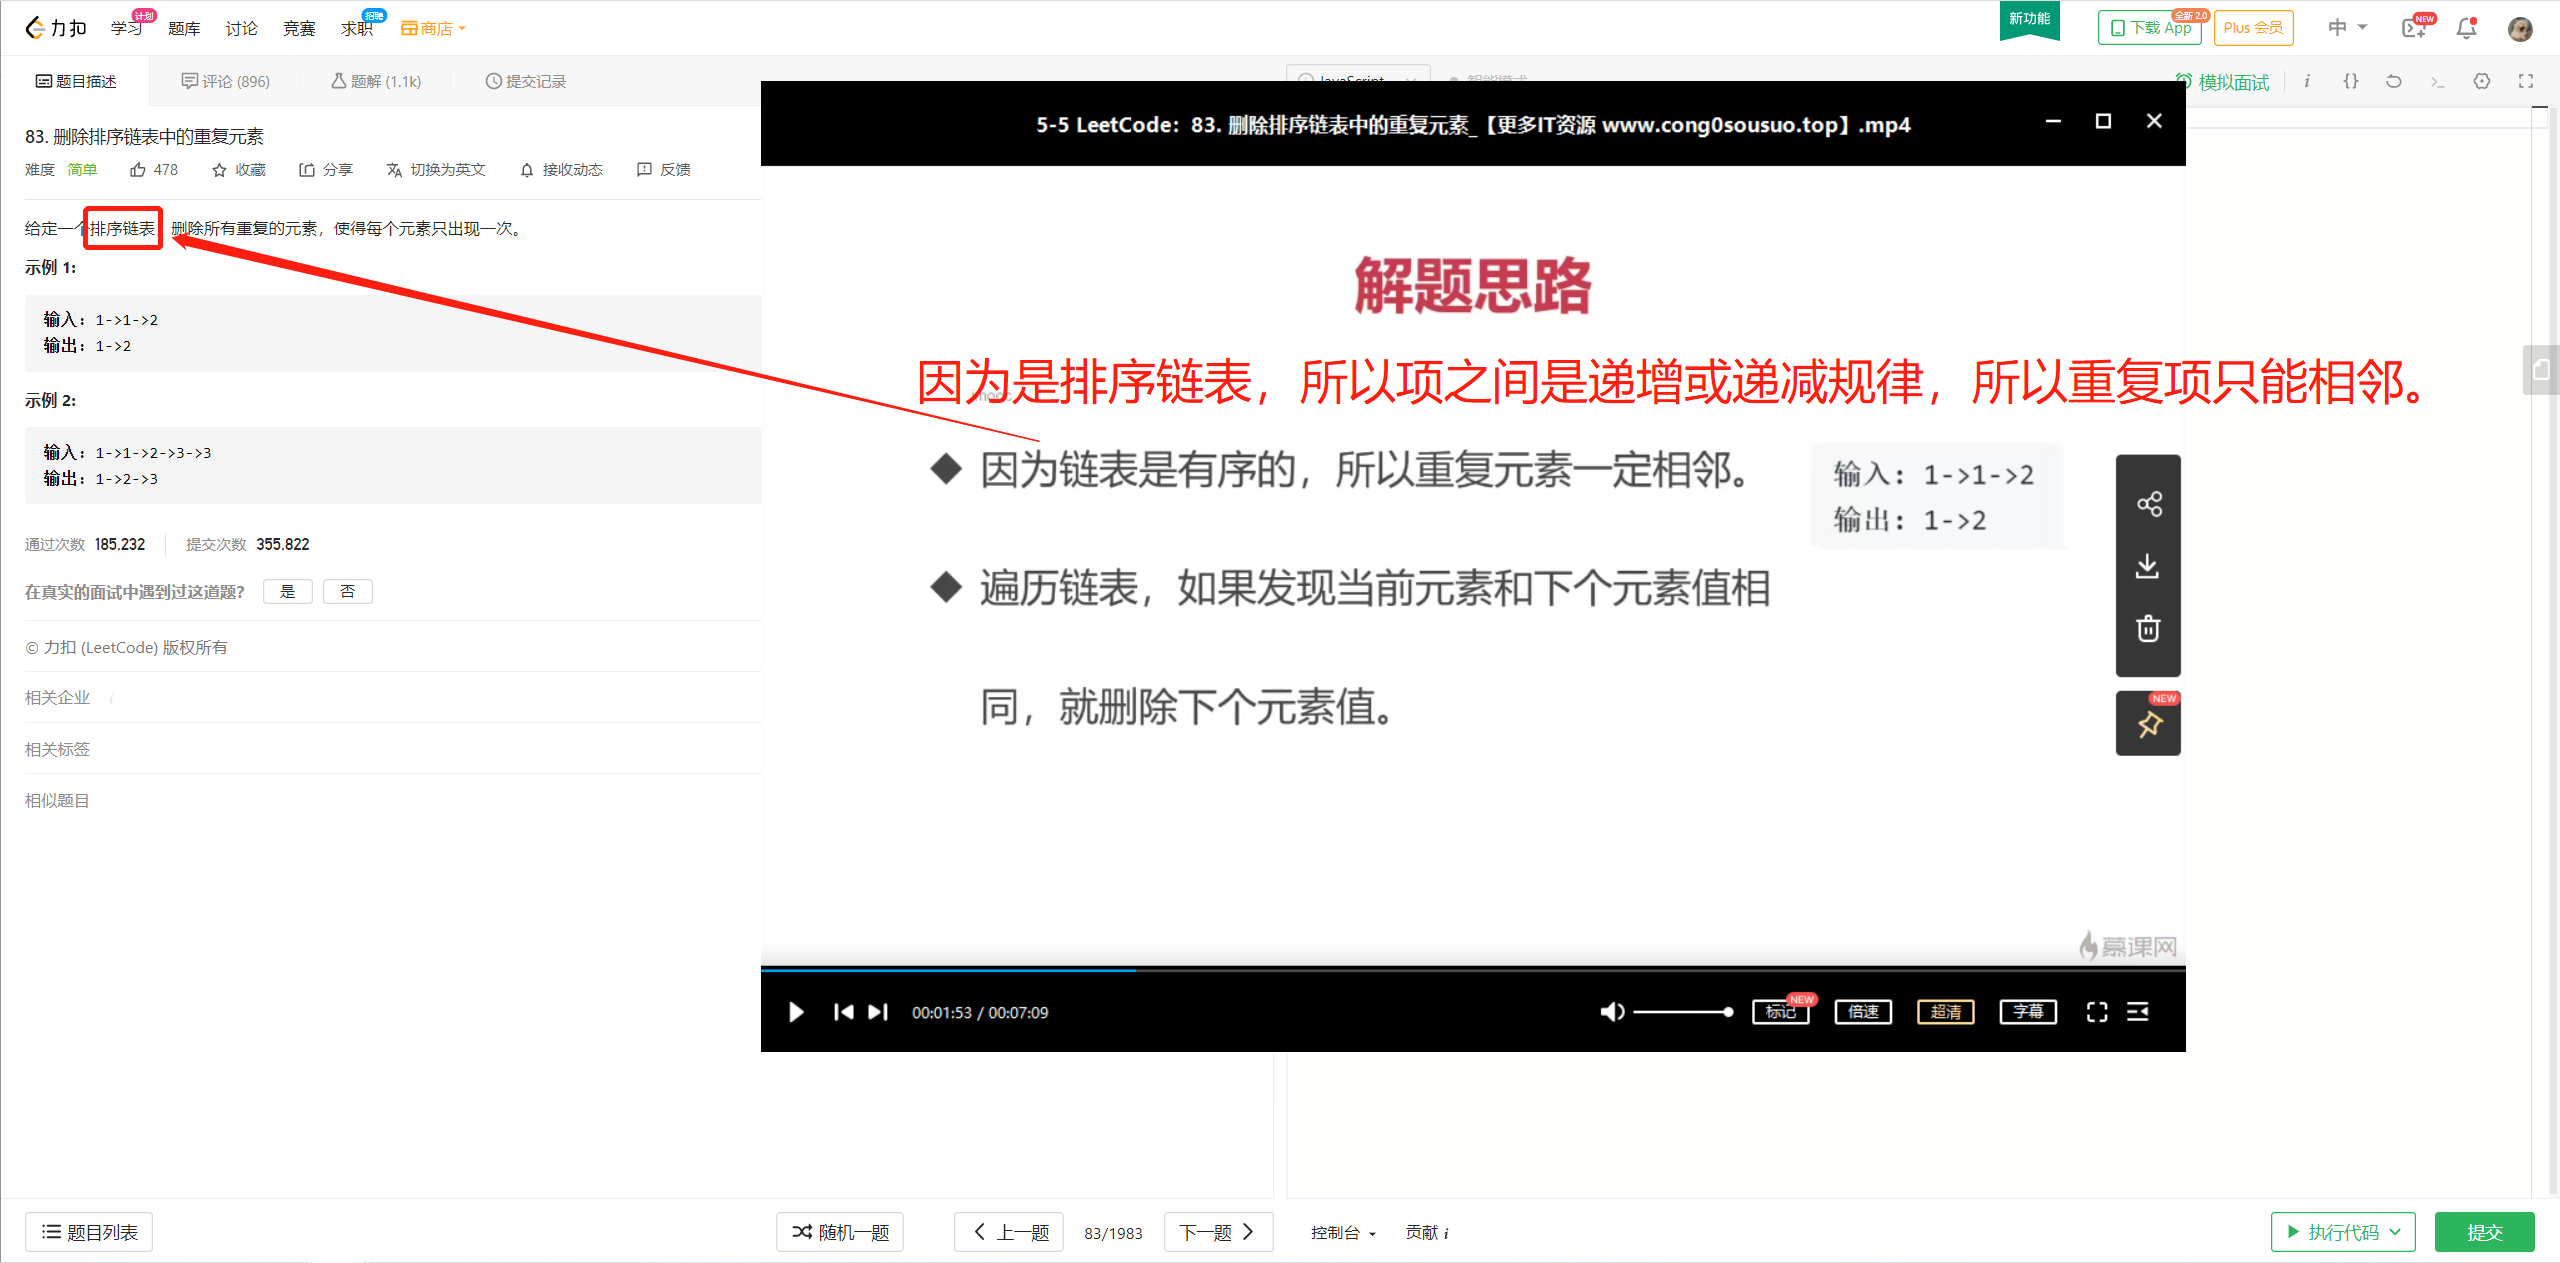 力扣 学习 计划 题库 讨论 竞赛 求职 招聘 商店 新功能 下载 App 全新 2.0 Plus 会员 中 NEW
题目描述 评论 (896) 题解 (1.1k) 提交记录 JavaScript 智能模式 模拟面试 i {}
83. 删除排序链表中的重复元素
难度 简单 478 收藏 分享 切换为英文 接收动态 反馈
给定一个排序链表，删除所有重复的元素，使得每个元素只出现一次。
示例 1:
输入: 1->1->2
输出: 1->2
示例 2:
输入: 1->1->2->3->3
输出: 1->2->3
通过次数 185,232 提交次数 355,822
在真实的面试中遇到过这道题? 是 否
© 力扣 (LeetCode) 版权所有
相关企业 i
相关标签
相似题目
5-5 LeetCode：83. 删除排序链表中的重复元素_【更多IT资源 www.cong0sousuo.top】.mp4
解题思路
因为是排序链表，所以项之间是递增或递减规律，所以重复项只能相邻。
imooc
因为链表是有序的，所以重复元素一定相邻。
输入: 1->1->2
输出: 1->2
遍历链表，如果发现当前元素和下个元素值相
同，就删除下个元素值。
NEW
慕课网
00:01:53 / 00:07:09 标记 NEW 倍速 超清 字幕
题目列表 随机一题 上一题 83/1983 下一题 控制台 贡献 i 执行代码 提交